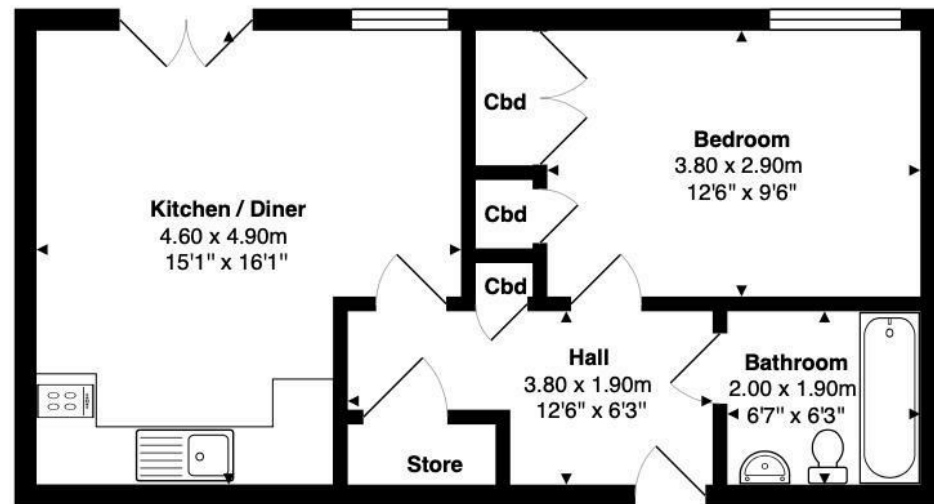 Cbd
Bedroom
3.80 x 2.90m
12'6" x 9'6"
Kitchen / Diner
4.60 x 4.90m
15'1" x 16'1"
Cbd
Cbd
Hall
3.80 x 1.90m
12'6" x 6'3"
Bathroom
2.00 x 1.90m
6'7" x 6'3"
Store